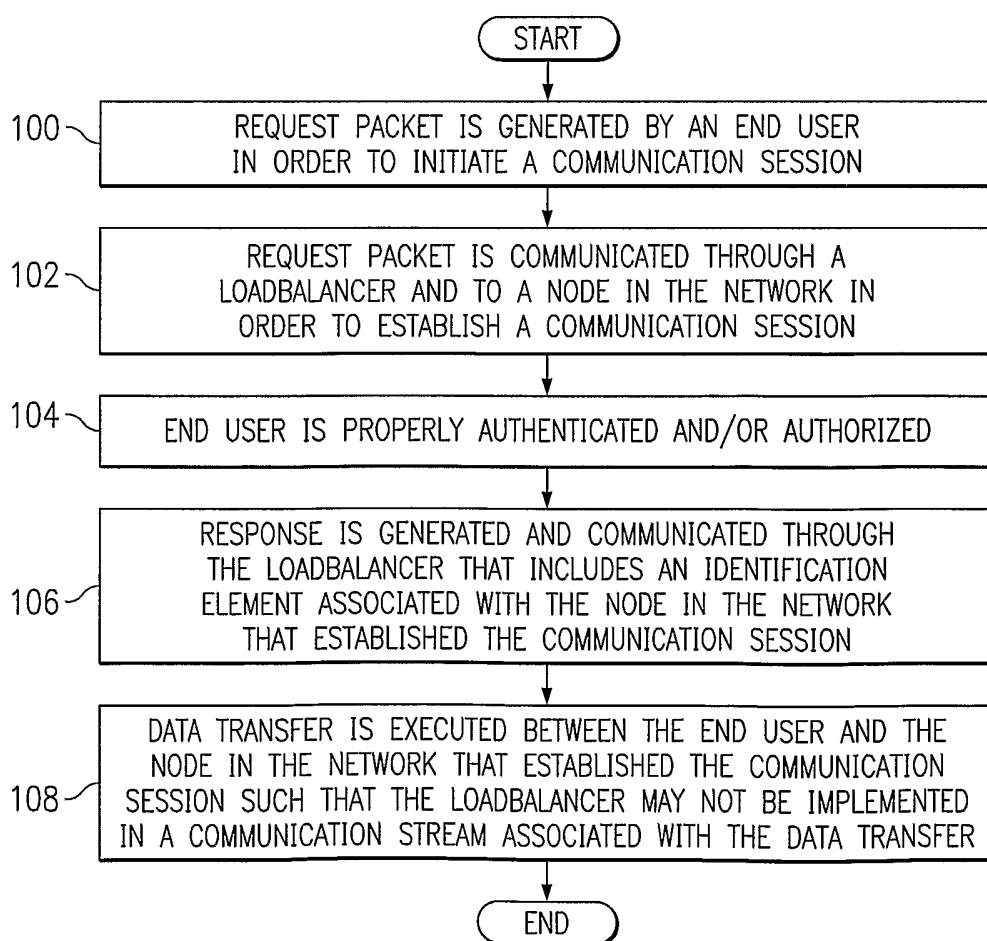 START
100
REQUEST PACKET IS GENERATED BY AN END USER
IN ORDER TO INITIATE A COMMUNICATION SESSION
102
REQUEST PACKET IS COMMUNICATED THROUGH A
LOADBALANCER AND TO A NODE IN THE NETWORK IN
ORDER TO ESTABLISH A COMMUNICATION SESSION
104
END USER IS PROPERLY AUTHENTICATED AND/OR AUTHORIZED
106
RESPONSE IS GENERATED AND COMMUNICATED THROUGH
THE LOADBALANCER THAT INCLUDES AN IDENTIFICATION
ELEMENT ASSOCIATED WITH THE NODE IN THE NETWORK
THAT ESTABLISHED THE COMMUNICATION SESSION
108
DATA TRANSFER IS EXECUTED BETWEEN THE END USER AND THE
NODE IN THE NETWORK THAT ESTABLISHED THE COMMUNICATION
SESSION SUCH THAT THE LOADBALANCER MAY NOT BE IMPLEMENTED
IN A COMMUNICATION STREAM ASSOCIATED WITH THE DATA TRANSFER
END